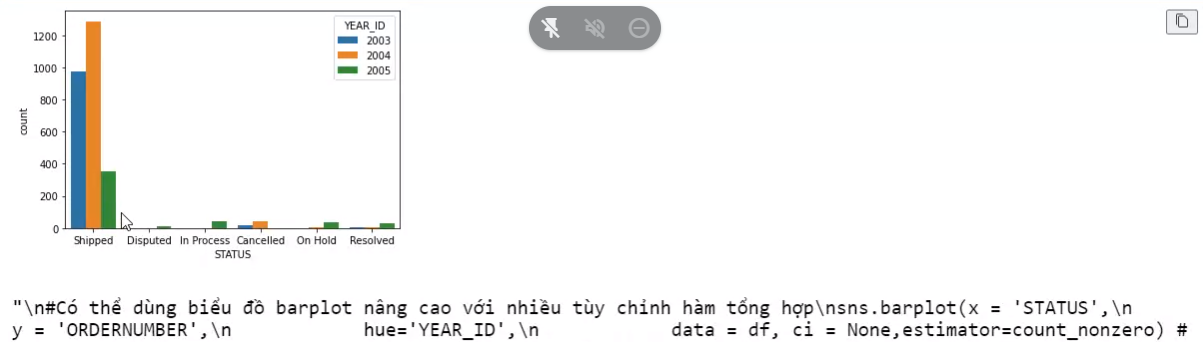 YEAR_ID
2003
2004
2005
1200
1000
800
600
400
200
0
count
Shipped Disputed In Process Cancelled On Hold Resolved
STATUS
"\n#Có thể dùng biểu đồ barplot nâng cao với nhiều tùy chỉnh hàm tổng hợp\nsns.barplot(x = 'STATUS',\n
y = 'ORDERNUMBER',\n            hue='YEAR_ID',\n            data = df, ci = None,estimator=count_nonzero) #